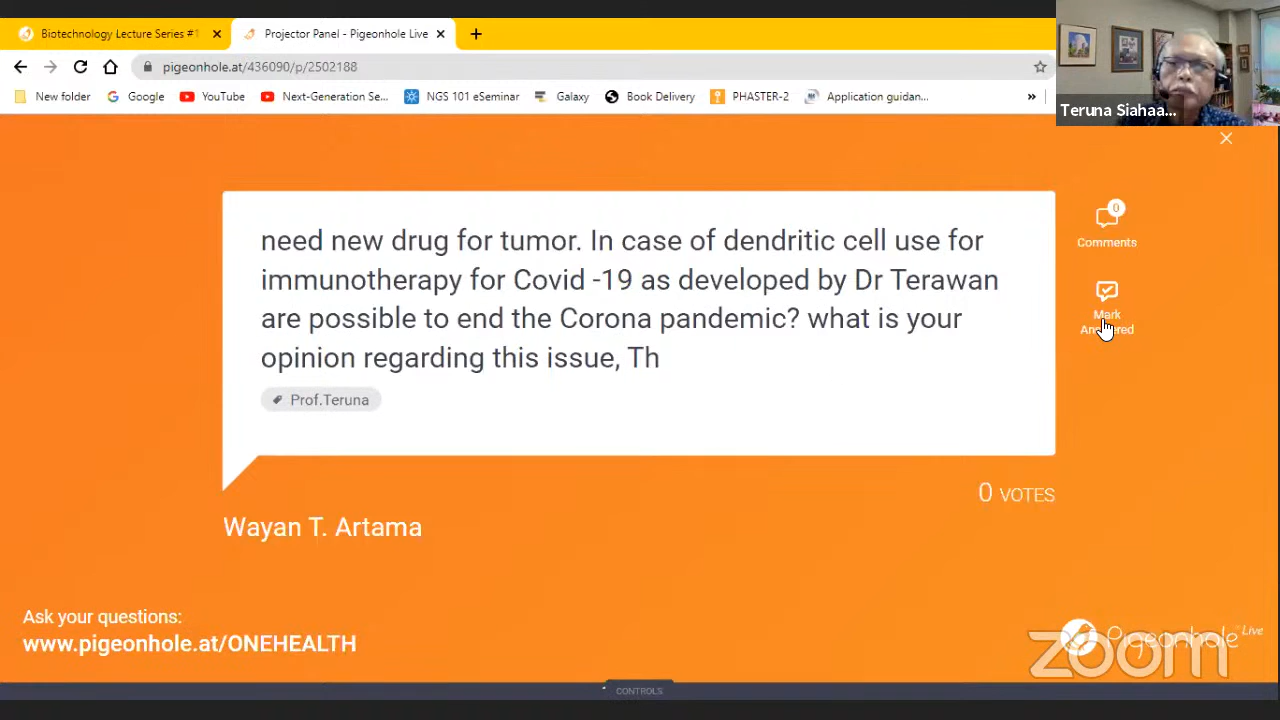 Biotechnology Lecture Series #1
Projector Panel - Pigeonhole Live
pigeonhole.at/436090/p/2502188
New folder Google YouTube Next-Generation Se... NGS 101 eSeminar Galaxy Book Delivery PHASTER-2 Application guidan... »
Teruna Siahaa...
need new drug for tumor. In case of dendritic cell use for
immunotherapy for Covid -19 as developed by Dr Terawan
are possible to end the Corona pandemic? what is your
opinion regarding this issue, Th
Prof.Teruna
0
Comments
Mark
Answered
0 VOTES
Wayan T. Artama
Ask your questions:
www.pigeonhole.at/ONEHEALTH
Pigeonhole Live
zoom
CONTROLS